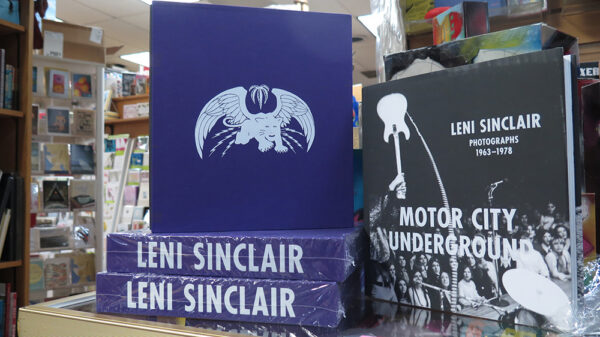 LENI SINCLAIR
PHOTOGRAPHS
1963–1978
MOTOR CITY
UNDERGROUND
LENI SINCLAIR
LENI SINCLAIR